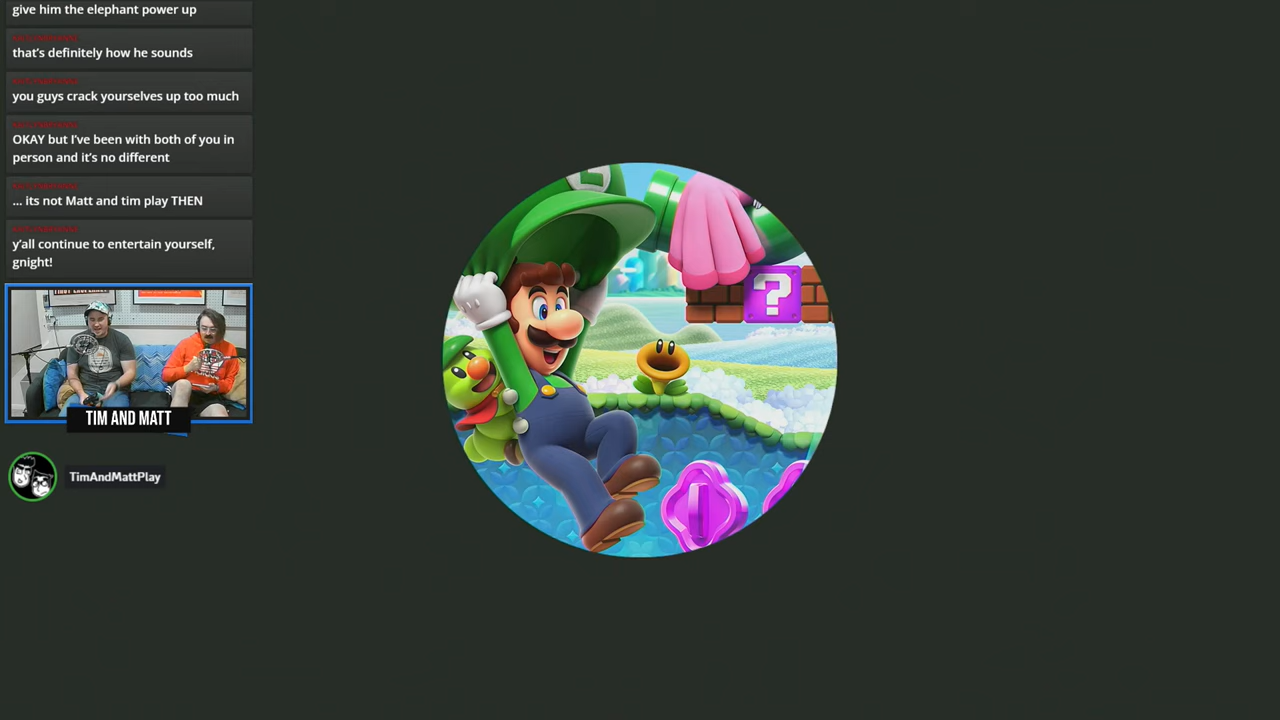 give him the elephant power up
that's definitely how he sounds
you guys crack yourselves up too much
OKAY but I've been with both of you in
person and it's no different
... its not Matt and tim play THEN
y'all continue to entertain yourself,
gnight!
TIM AND MATT
TimAndMattPlay
L
?